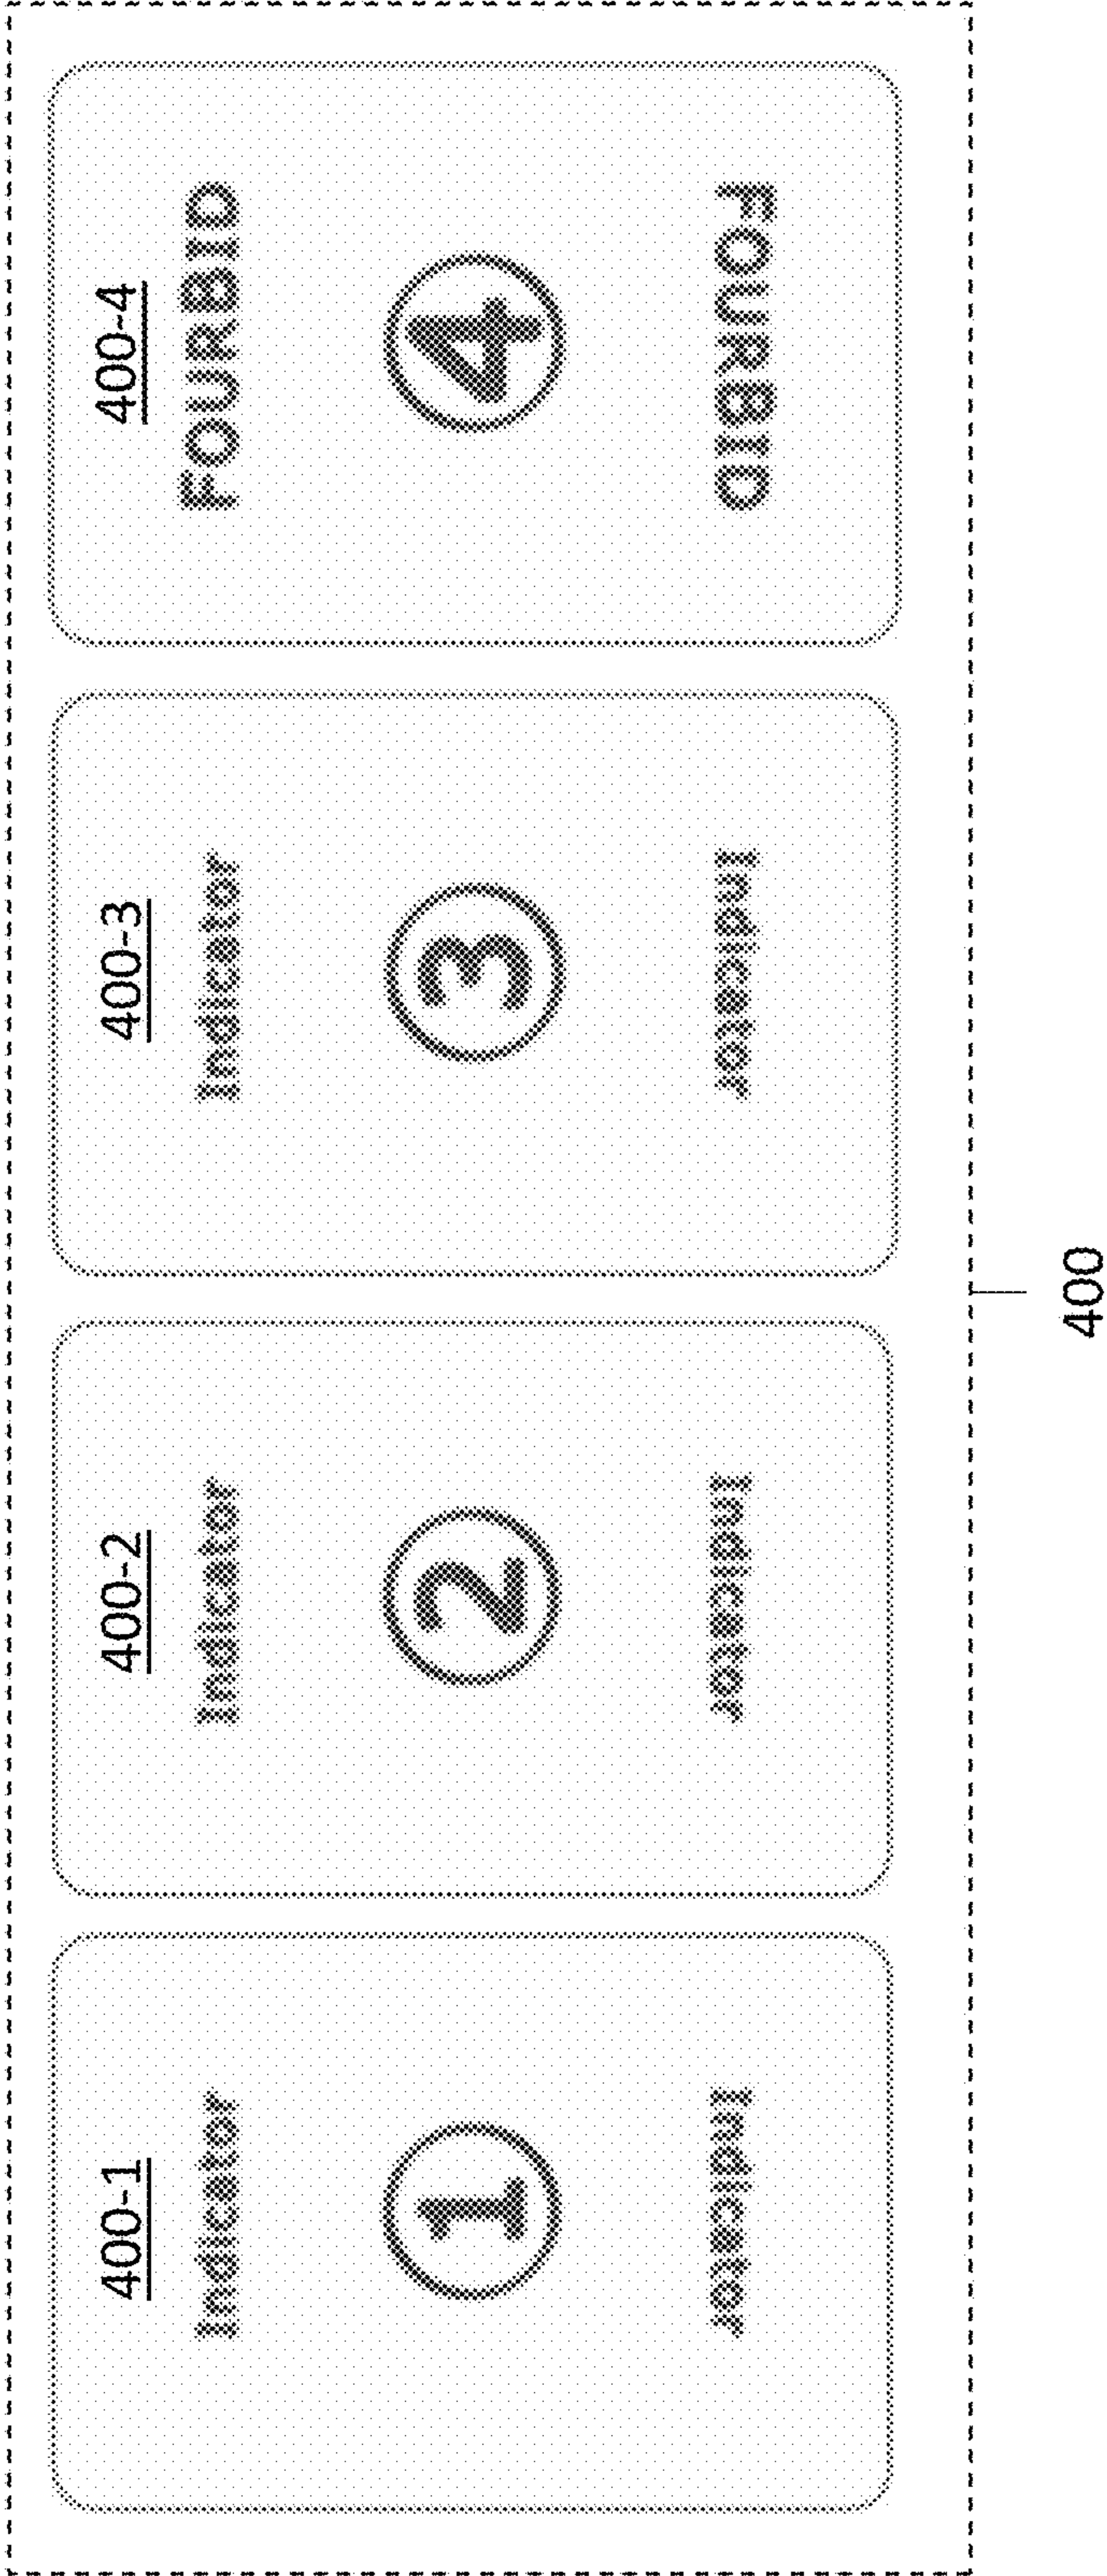 400-1
Indicator
1
Indicator
400-2
Indicator
2
Indicator
400-3
Indicator
3
Indicator
400-4
FOURBID
4
FOURBID
400